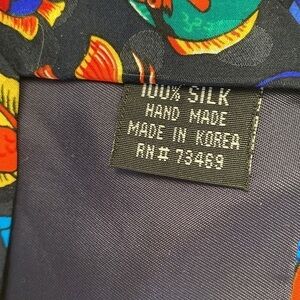 100% SILK
HAND MADE
MADE IN KOREA
RN# 73469